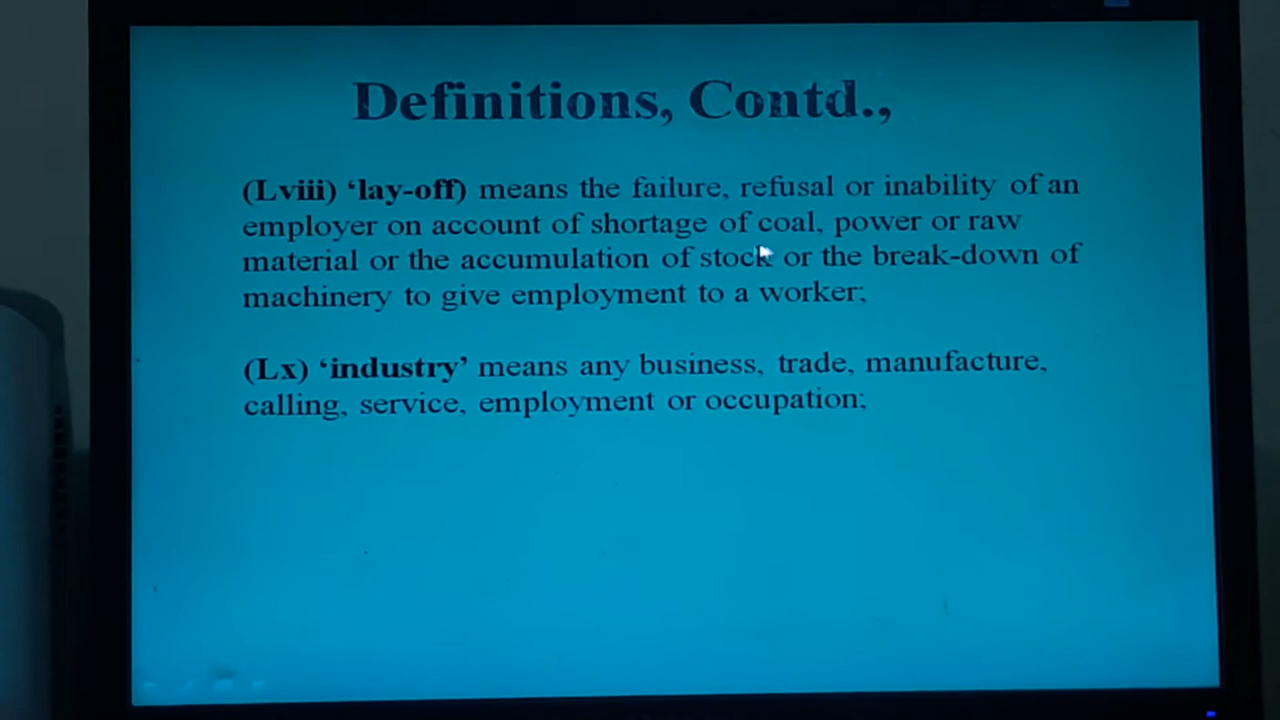 Definitions, Contd.,
(Lviii) ‘lay-off) means the failure, refusal or inability of an
employer on account of shortage of coal, power or raw
material or the accumulation of stock or the break-down of
machinery to give employment to a worker;
(Lx) ‘industry’ means any business, trade, manufacture,
calling, service, employment or occupation;